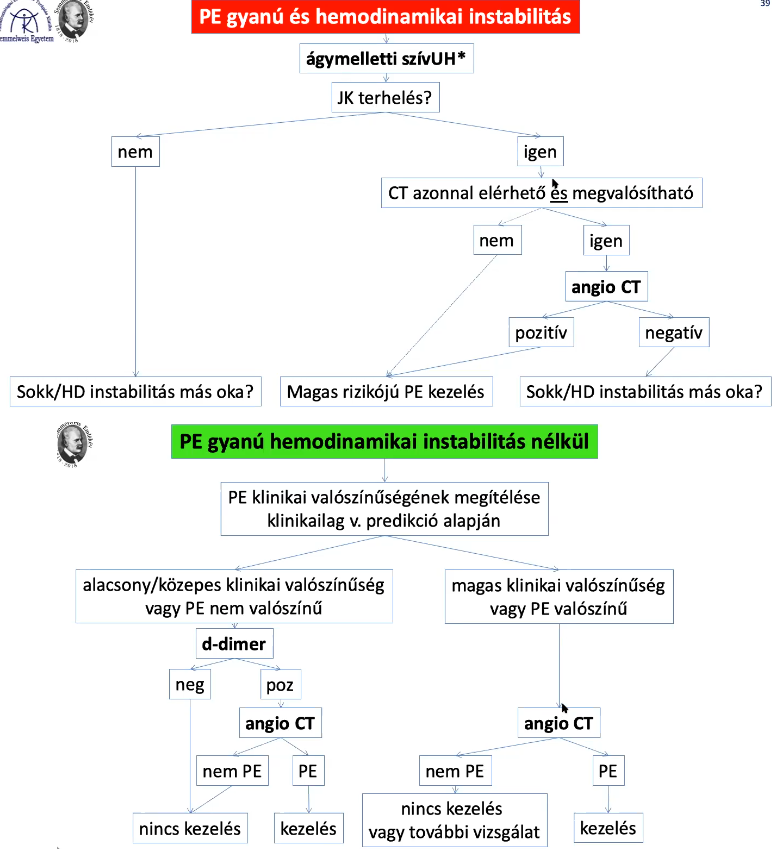 39
emmelweis Egyetem
PE gyanú és hemodinamikai instabilitás
ágymelletti szívUH*
JK terhelés?
nem
igen
CT azonnal elérhető és megvalósítható
nem
igen
angio CT
pozitív
negatív
Sokk/HD instabilitás más oka?
Magas rizikójú PE kezelés
Sokk/HD instabilitás más oka?
PE gyanú hemodinamikai instabilitás nélkül
PE klinikai valószínűségének megítélése
klinikailag v. predikció alapján
alacsony/közepes klinikai valószínűség
vagy PE nem valószínű
magas klinikai valószínűség
vagy PE valószínű
d-dimer
neg
poz
angio CT
angio CT
nem PE
PE
nem PE
PE
nincs kezelés
kezelés
nincs kezelés
vagy további vizsgálat
kezelés